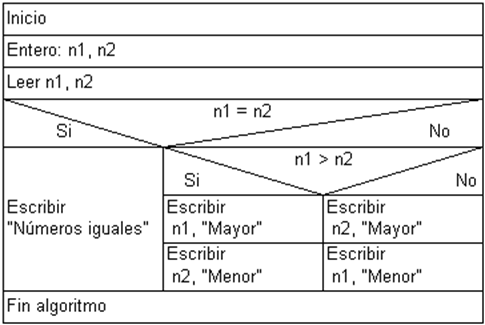 Inicio
Entero: n1, n2
Leer n1, n2
n1 = n2
Si
No
n1 > n2
Si
No
Escribir
"Números iguales"
Escribir
n1, "Mayor"
Escribir
n2, "Mayor"
Escribir
n2, "Menor"
Escribir
n1, "Menor"
Fin algoritmo